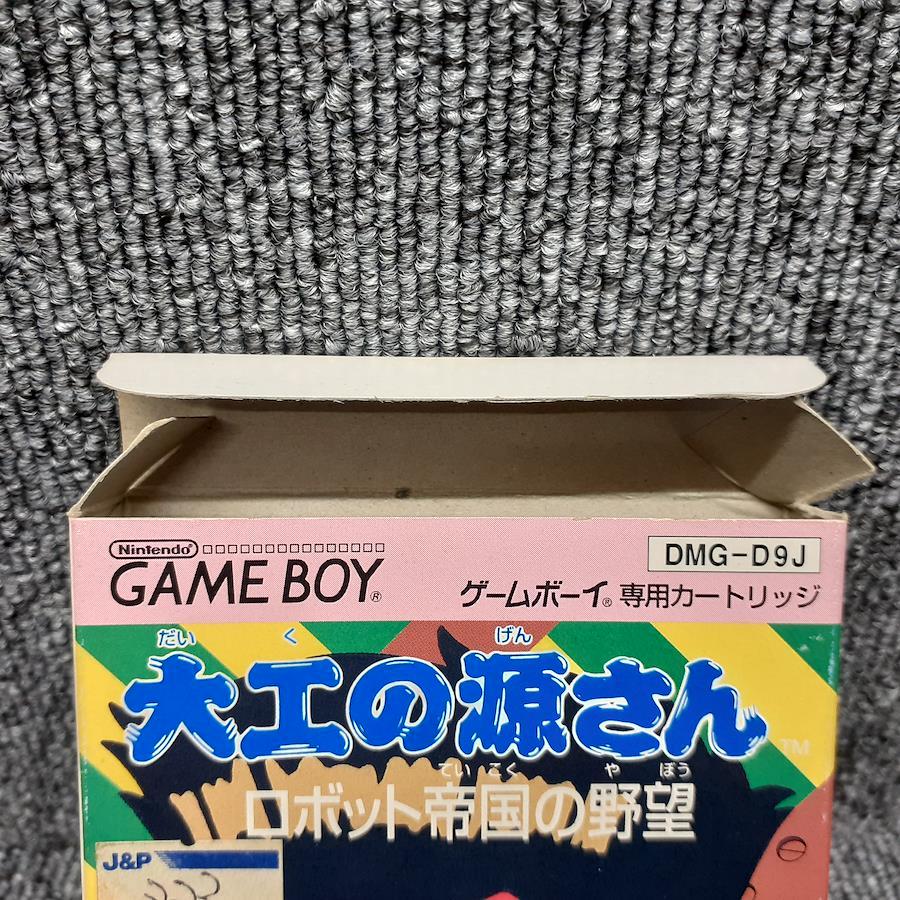 Nintendo®
GAME BOY®
DMG-D9J
ゲームボーイ® 専用カートリッジ
だい く げん
大工の源さん™
てい こく や ぼう
ロボット帝国の野望
J&P